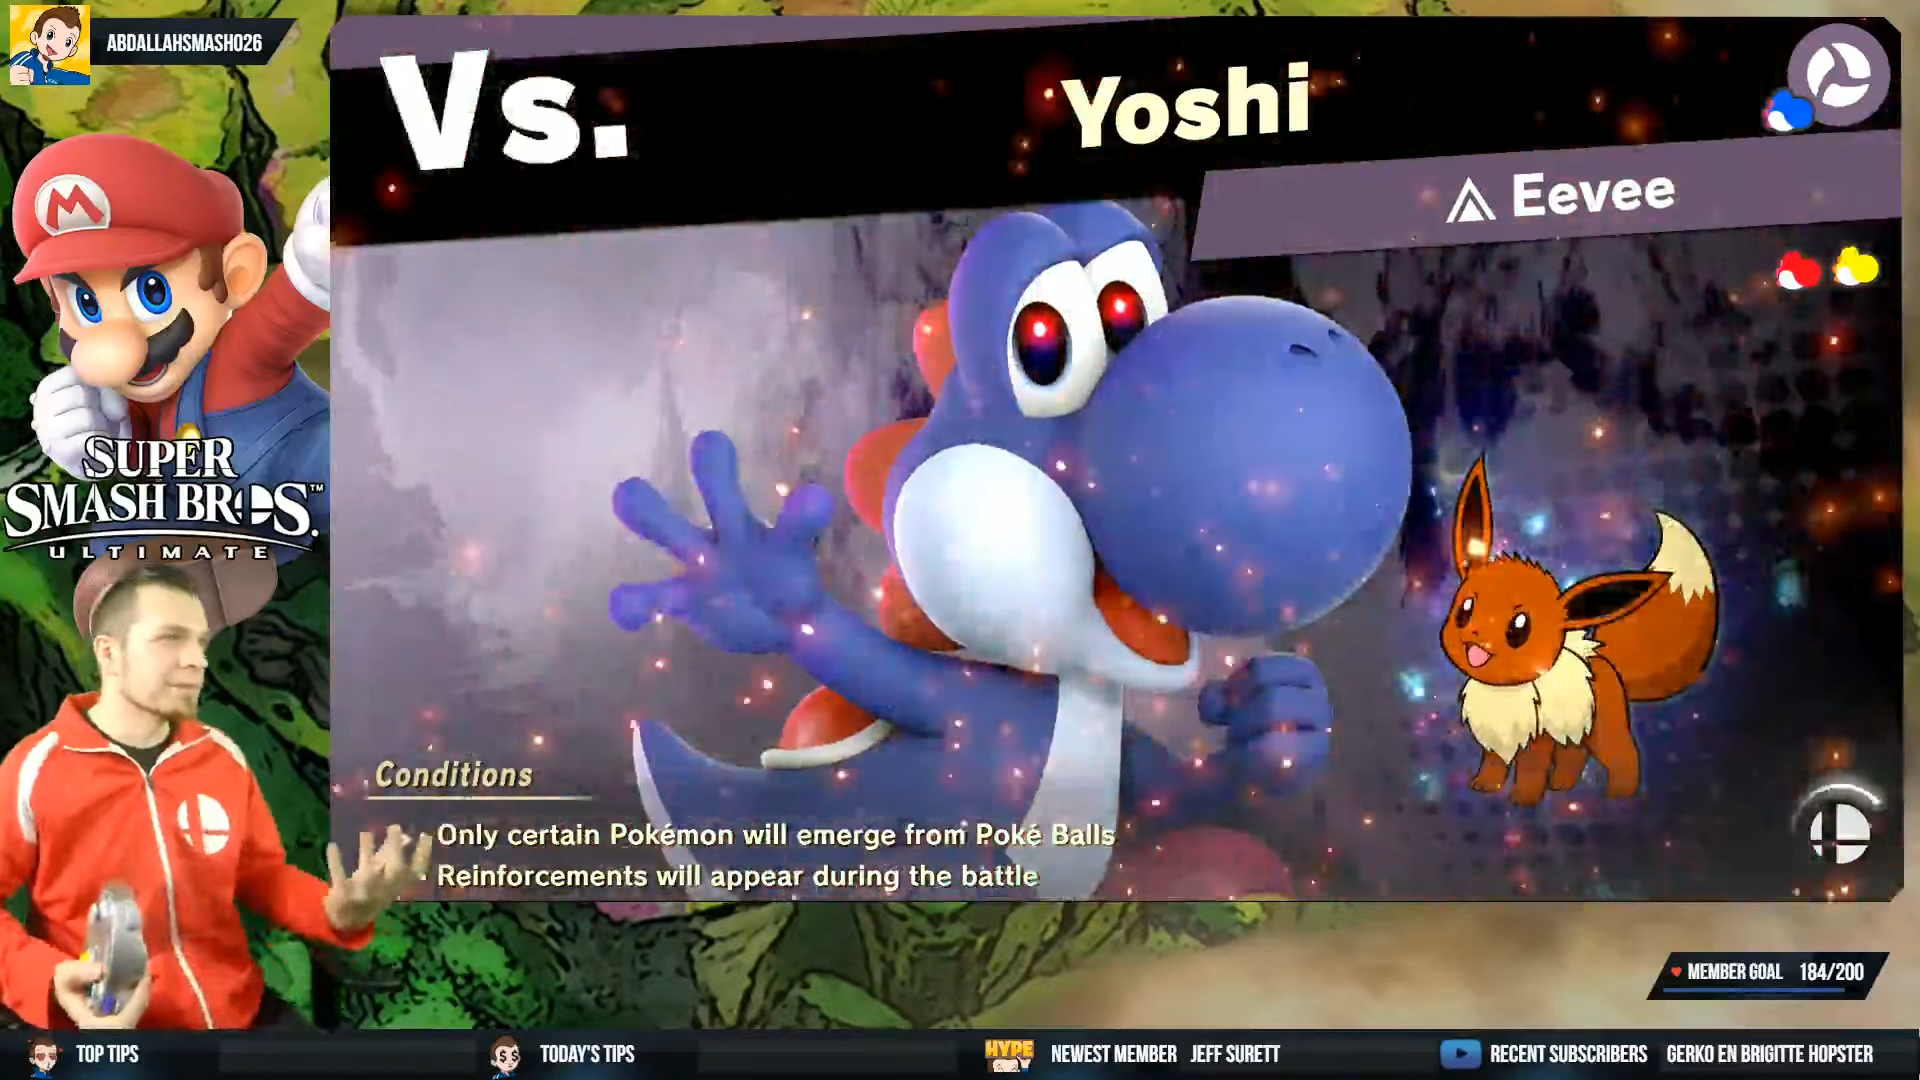 ABDALLAHSMASH026
Vs.
Yoshi
Eevee
M
SUPER
SMASH BROS.™
ULTIMATE
Conditions
· Only certain Pokémon will emerge from Poké Balls
· Reinforcements will appear during the battle
MEMBER GOAL 184/200
TOP TIPS
TODAY'S TIPS
HYPE
NEWEST MEMBER JEFF SURETT
RECENT SUBSCRIBERS GERKO EN BRIGITTE HOPSTER